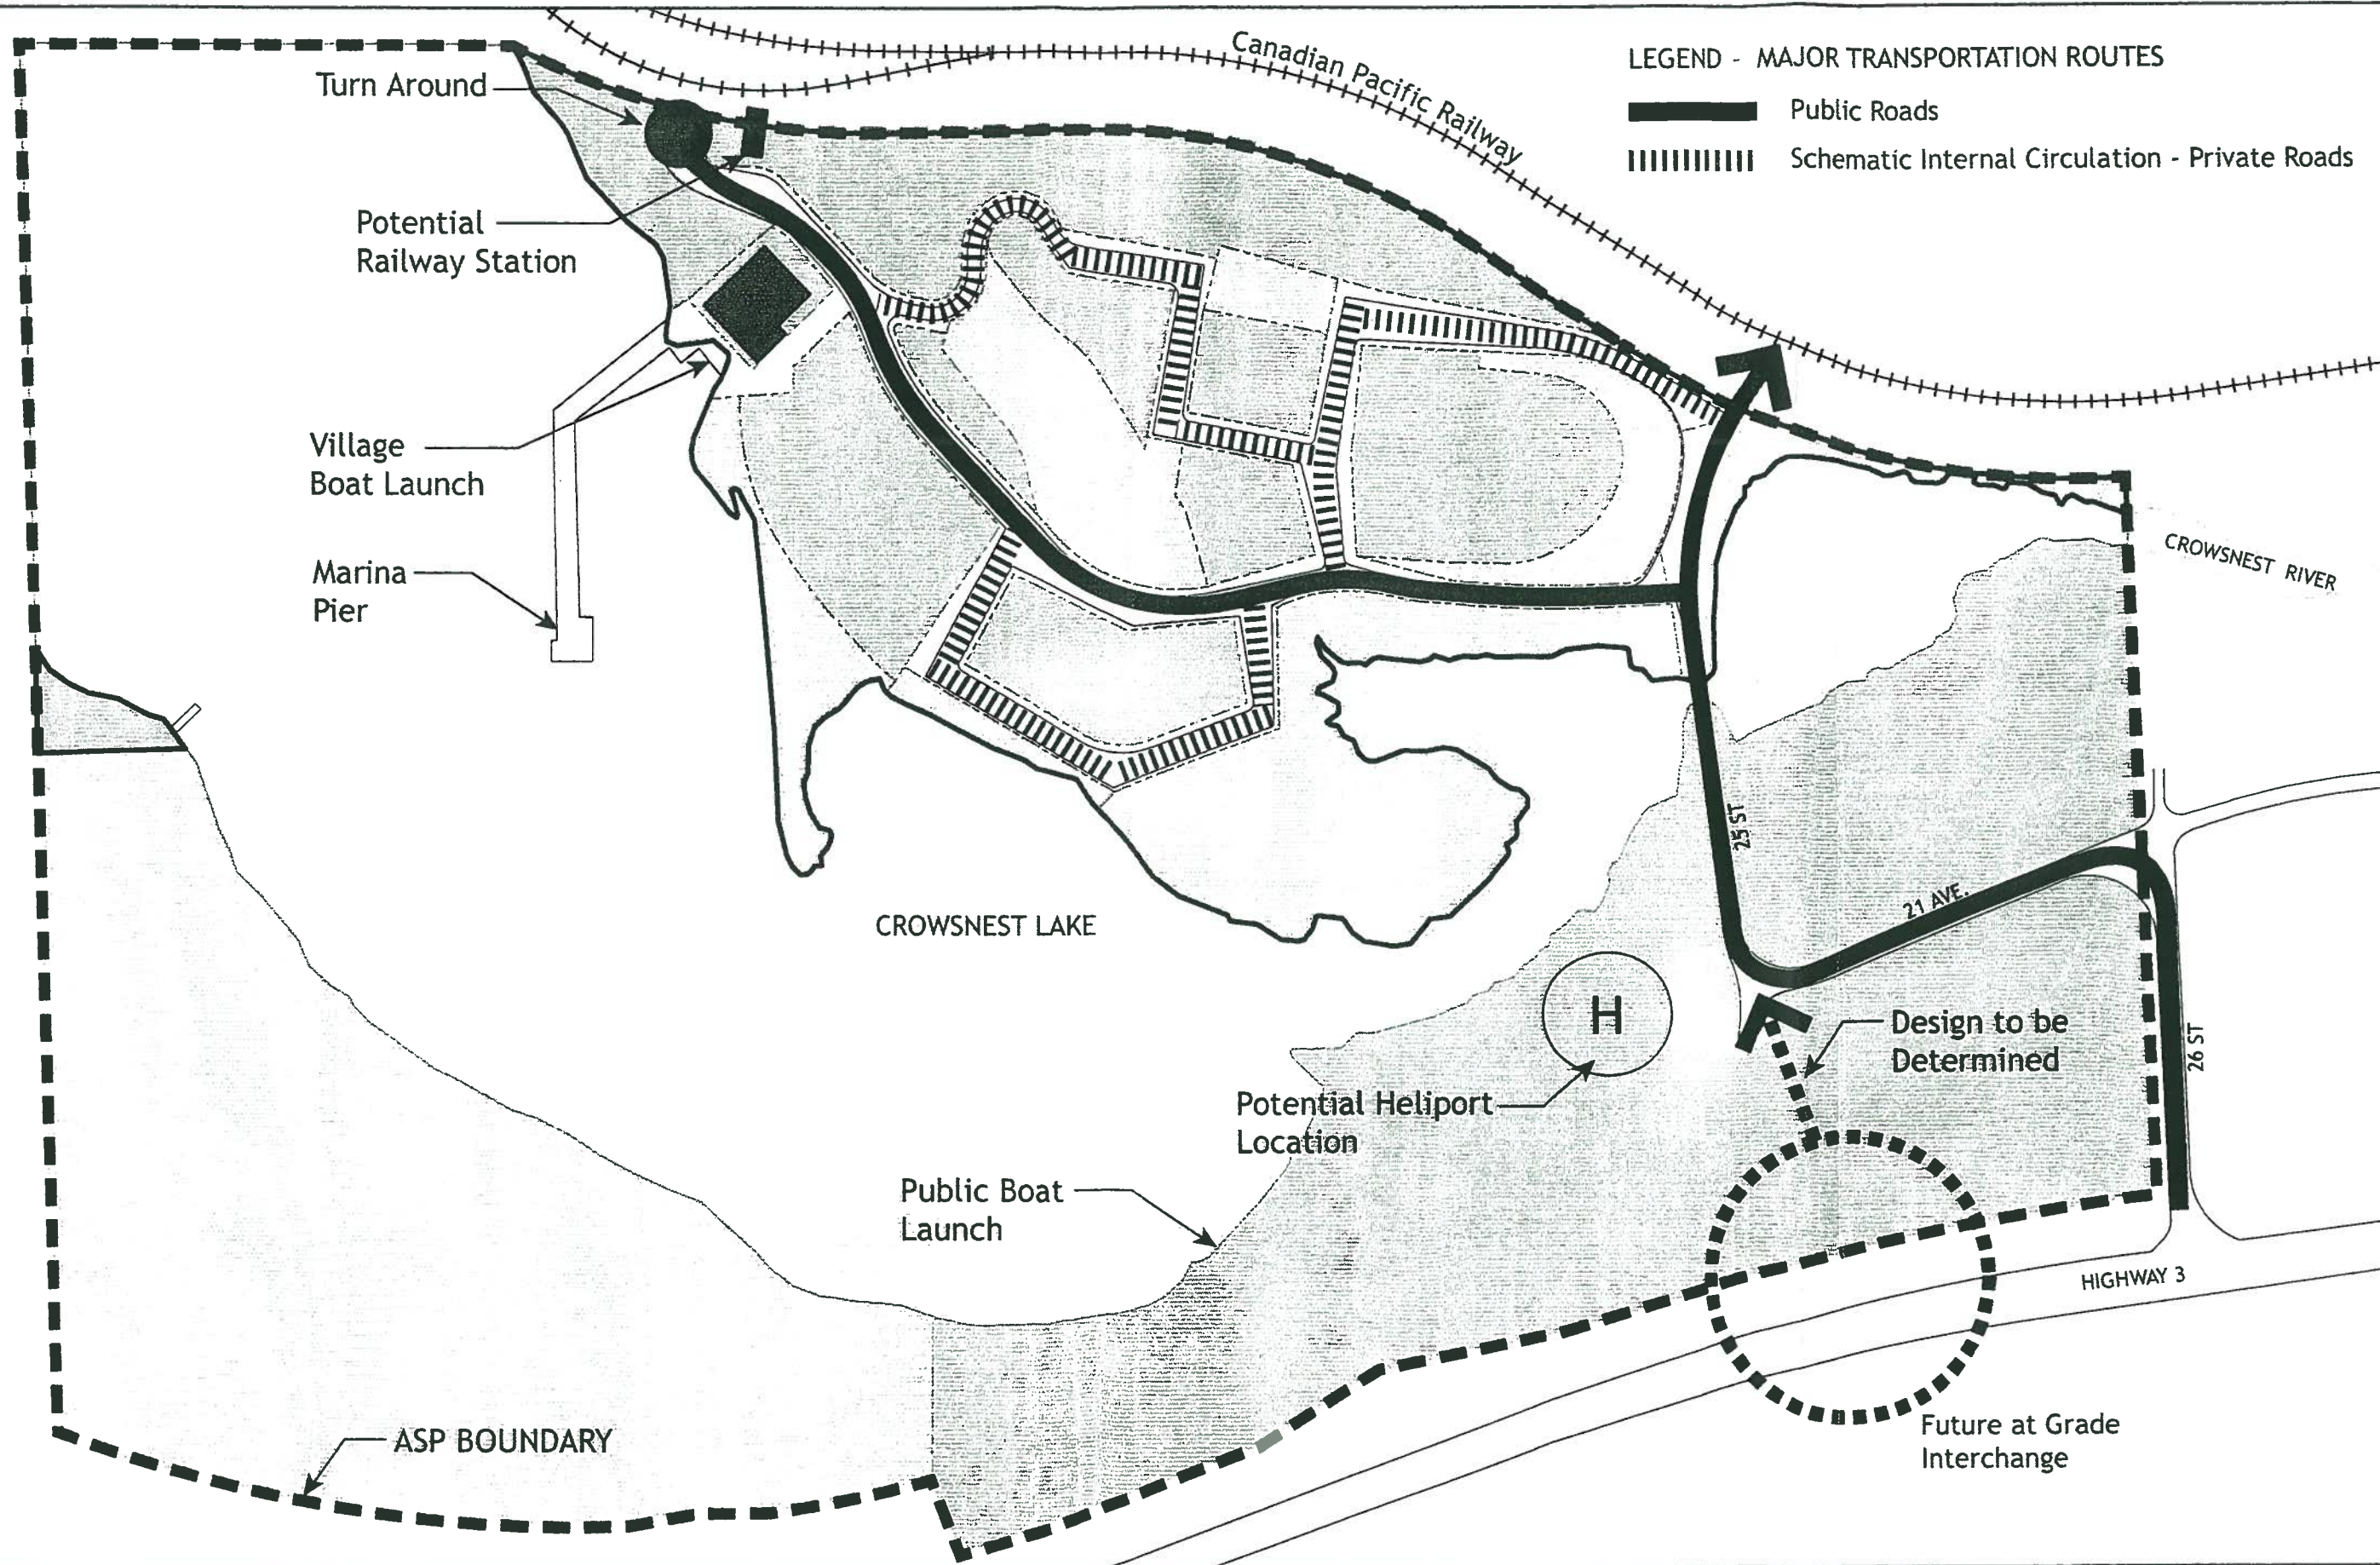 LEGEND - MAJOR TRANSPORTATION ROUTES
Public Roads
Schematic Internal Circulation - Private Roads
Canadian Pacific Railway
Turn Around
Potential
Railway Station
Village
Boat Launch
Marina
Pier
CROWSNEST RIVER
25 ST
21 AVE.
CROWSNEST LAKE
H
Design to be
Determined
26 ST
Potential Heliport
Location
Public Boat
Launch
HIGHWAY 3
Future at Grade
Interchange
ASP BOUNDARY